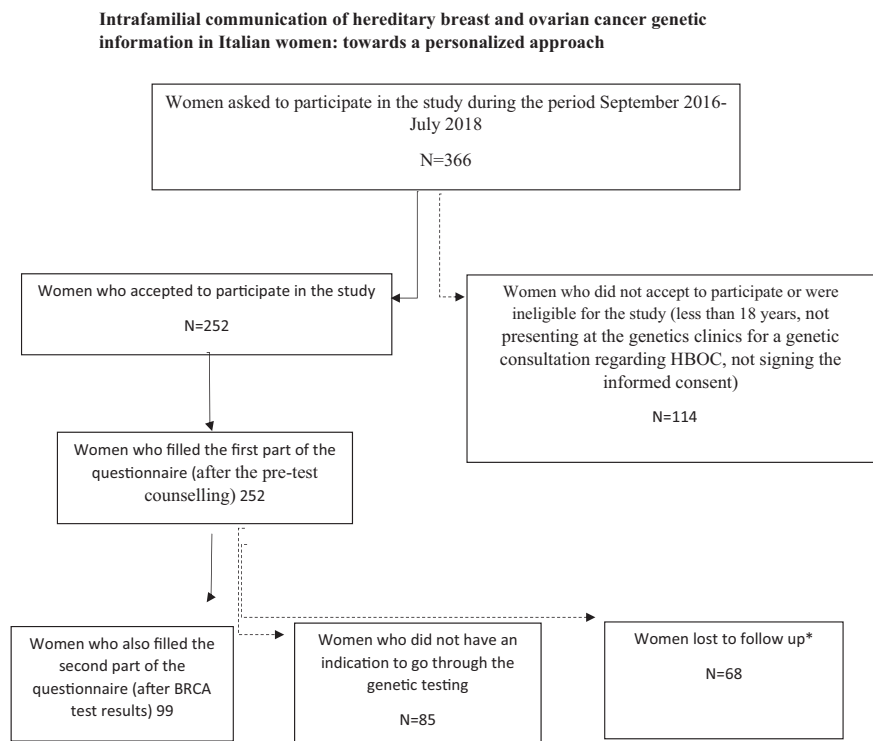 Intrafamilial communication of hereditary breast and ovarian cancer genetic
information in Italian women: towards a personalized approach
Women asked to participate in the study during the period September 2016-
July 2018
N=366
Women who accepted to participate in the study
N=252
Women who did not accept to participate or were
ineligible for the study (less than 18 years, not
presenting at the genetics clinics for a genetic
consultation regarding HBOC, not signing the
informed consent)
N=114
Women who filled the first part of the
questionnaire (after the pre-test
counselling) 252
Women who also filled the
second part of the
questionnaire (after BRCA
test results) 99
Women who did not have an
indication to go through the
genetic testing
N=85
Women lost to follow up*
N=68